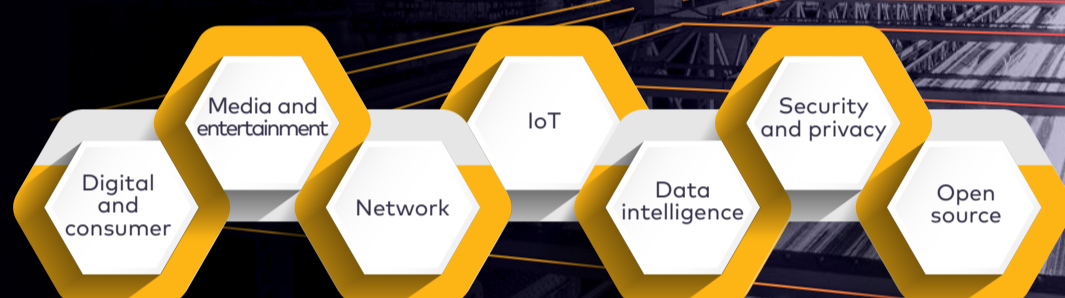 Digital
and
consumer
Media and
entertainment
Network
IoT
Data
intelligence
Security
and privacy
Open
source